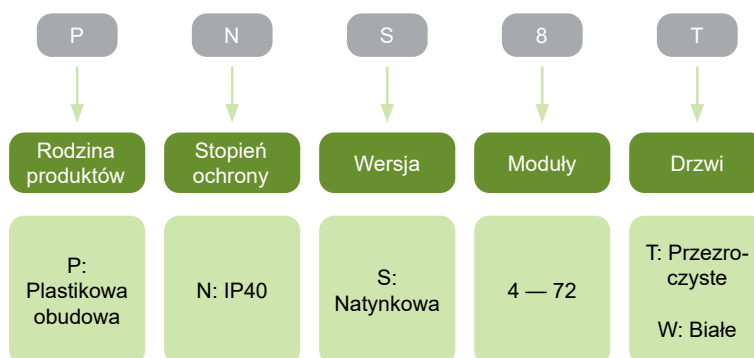 P
N
S
8
T
Rodzina
produktów
Stopień
ochrony
Wersja
Moduły
Drzwi
P:
Plastikowa
obudowa
N: IP40
S:
Natynkowa
4 — 72
T: Przezro-
czyste
W: Białe